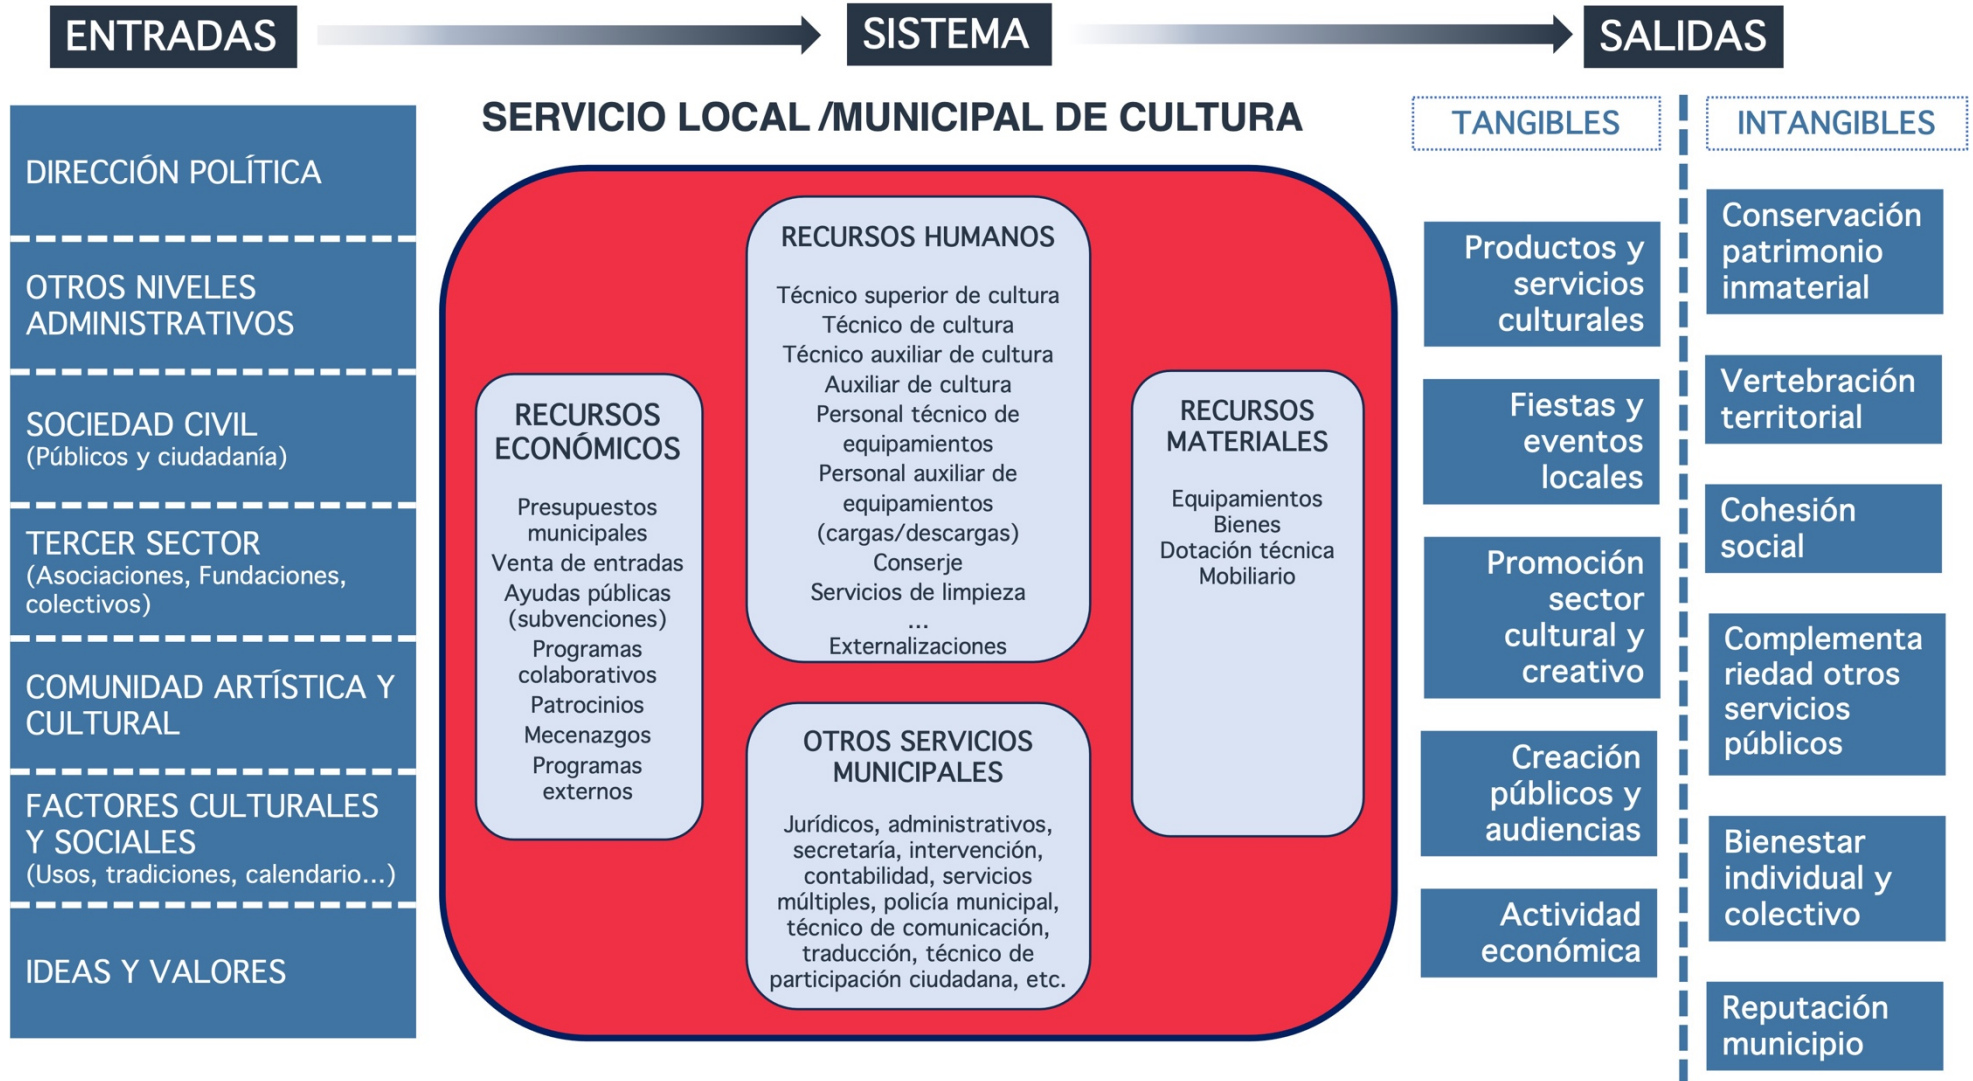 ENTRADAS
SISTEMA
SALIDAS
SERVICIO LOCAL /MUNICIPAL DE CULTURA
DIRECCIÓN POLÍTICA
OTROS NIVELES
ADMINISTRATIVOS
SOCIEDAD CIVIL
(Públicos y ciudadanía)
TERCER SECTOR
(Asociaciones, Fundaciones,
colectivos)
COMUNIDAD ARTÍSTICA Y
CULTURAL
FACTORES CULTURALES
Y SOCIALES
(Usos, tradiciones, calendario...)
IDEAS Y VALORES
RECURSOS
ECONÓMICOS
Presupuestos
municipales
Venta de entradas
Ayudas públicas
(subvenciones)
Programas
colaborativos
Patrocinios
Mecenazgos
Programas
externos
RECURSOS HUMANOS
Técnico superior de cultura
Técnico de cultura
Técnico auxiliar de cultura
Auxiliar de cultura
Personal técnico de
equipamientos
Personal auxiliar de
equipamientos
(cargas/descargas)
Conserje
Servicios de limpieza
...
Externalizaciones
OTROS SERVICIOS
MUNICIPALES
Jurídicos, administrativos,
secretaría, intervención,
contabilidad, servicios
múltiples, policía municipal,
técnico de comunicación,
traducción, técnico de
participación ciudadana, etc.
RECURSOS
MATERIALES
Equipamientos
Bienes
Dotación técnica
Mobiliario
TANGIBLES
Productos y
servicios
culturales
Fiestas y
eventos
locales
Promoción
sector
cultural y
creativo
Creación
públicos y
audiencias
Actividad
económica
INTANGIBLES
Conservación
patrimonio
inmaterial
Vertebración
territorial
Cohesión
social
Complementa
riedad otros
servicios
públicos
Bienestar
individual y
colectivo
Reputación
municipio